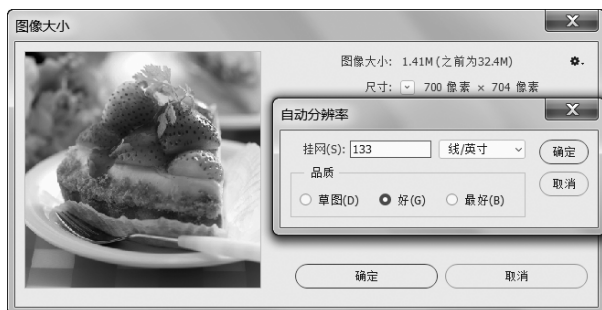 图像大小
图像大小: 1.41M (之前为32.4M)
尺寸: 700 像素 × 704 像素
自动分辨率
挂网(S): 133 线/英寸
确定
品质
取消
草图(D) 好(G) 最好(B)
确定 取消